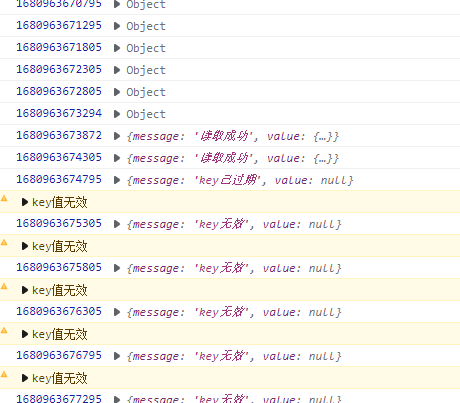 1680963670795 ▶ Object
1680963671295 ▶ Object
1680963671805 ▶ Object
1680963672305 ▶ Object
1680963672805 ▶ Object
1680963673294 ▶ Object
1680963673872 ▶ {message: '读取成功', value: {…}}
1680963674305 ▶ {message: '读取成功', value: {…}}
1680963674795 ▶ {message: 'key已过期', value: null}
▶ key值无效
1680963675305 ▶ {message: 'key无效', value: null}
▶ key值无效
1680963675805 ▶ {message: 'key无效', value: null}
▶ key值无效
1680963676305 ▶ {message: 'key无效', value: null}
▶ key值无效
1680963676795 ▶ {message: 'key无效', value: null}
▶ key值无效
1680963677295 ▶ {message: 'key无效', value: null}